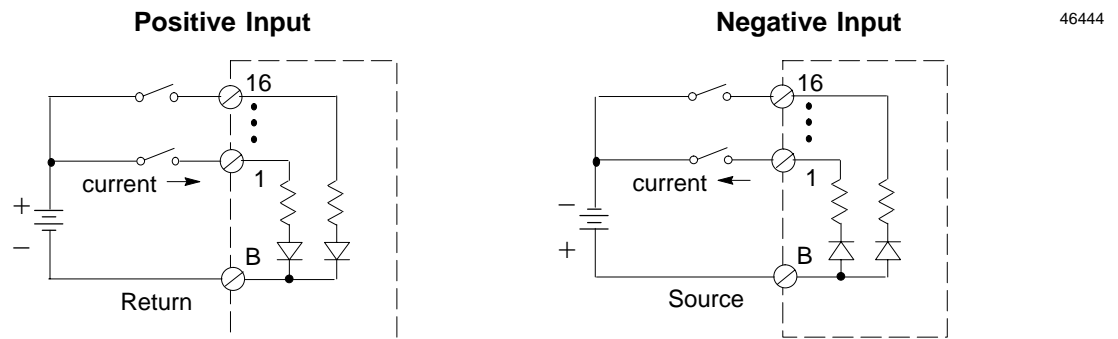 Positive Input
Negative Input
46444
16
1
current
+
−
B
Return
16
1
current
−
+
B
Source